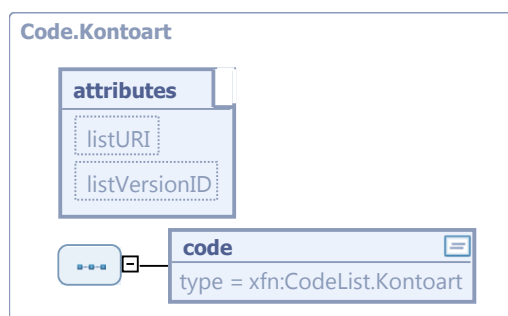 Code.Kontoart
attributes
listURI
listVersionID
code
type = xfn:CodeList.Kontoart